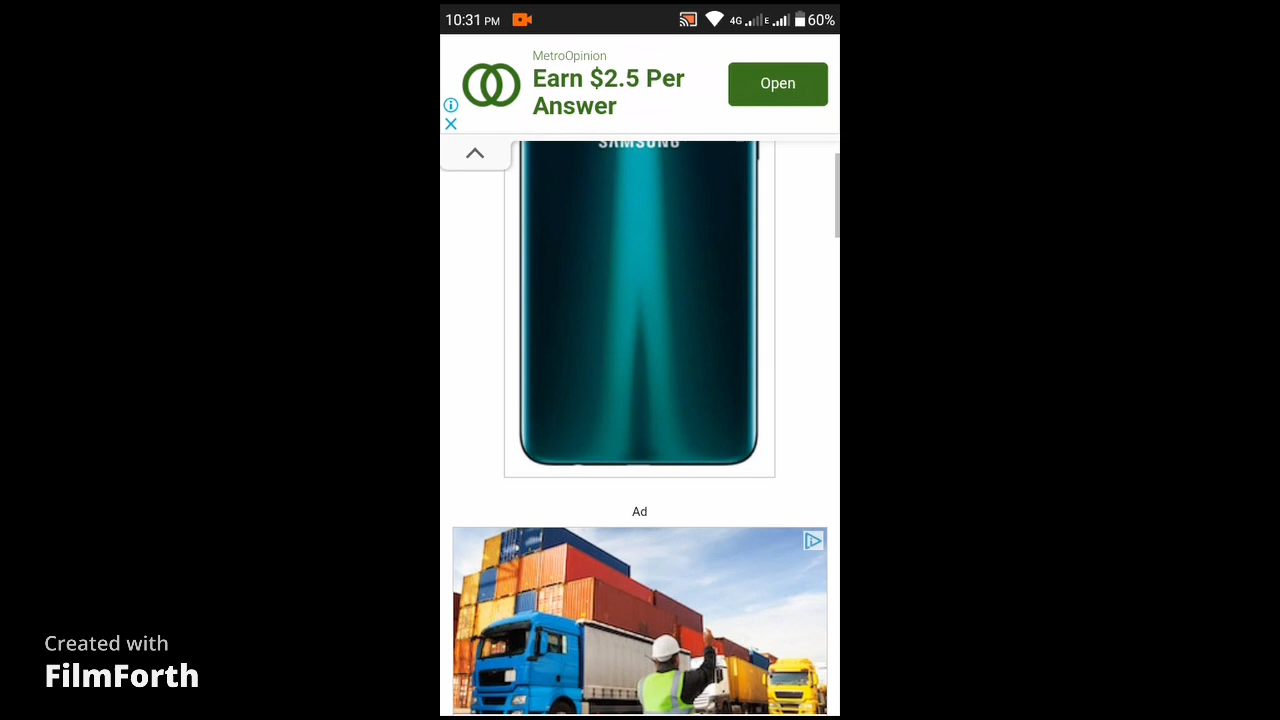 10:31 PM
4G
E
60%
MetroOpinion
Earn $2.5 Per
Answer
Open
SAMSUNG
Ad
Created with
FilmForth